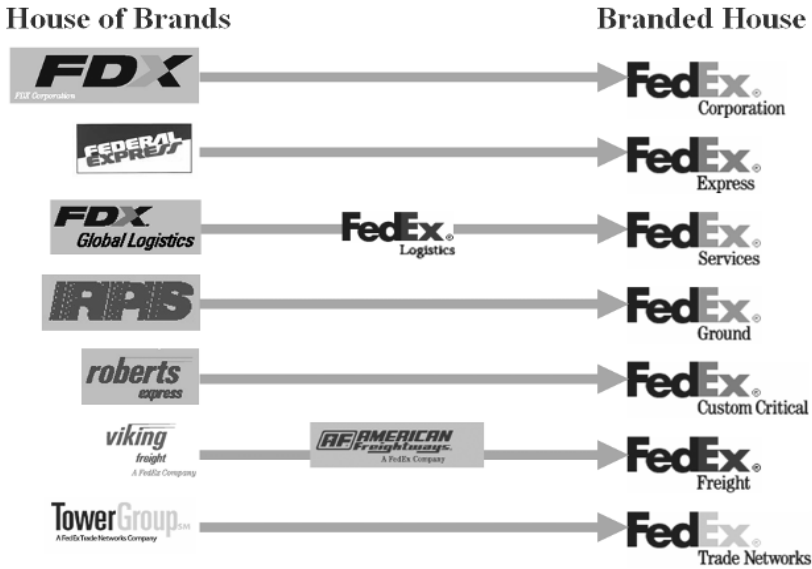 House of Brands
Branded House
FDX
FDX Corporation
FedEx®
Corporation
FEDERAL
EXPRESS
FedEx®
Express
FDX
Global Logistics
FedEx®
Logistics
FedEx®
Services
RPS
FedEx®
Ground
roberts
express
FedEx®
Custom Critical
viking
freight
A FedEx Company
AF AMERICAN
Freightways
A FedEx Company
FedEx®
Freight
TowerGroup SM
A FedEx Trade Networks Company
FedEx®
Trade Networks